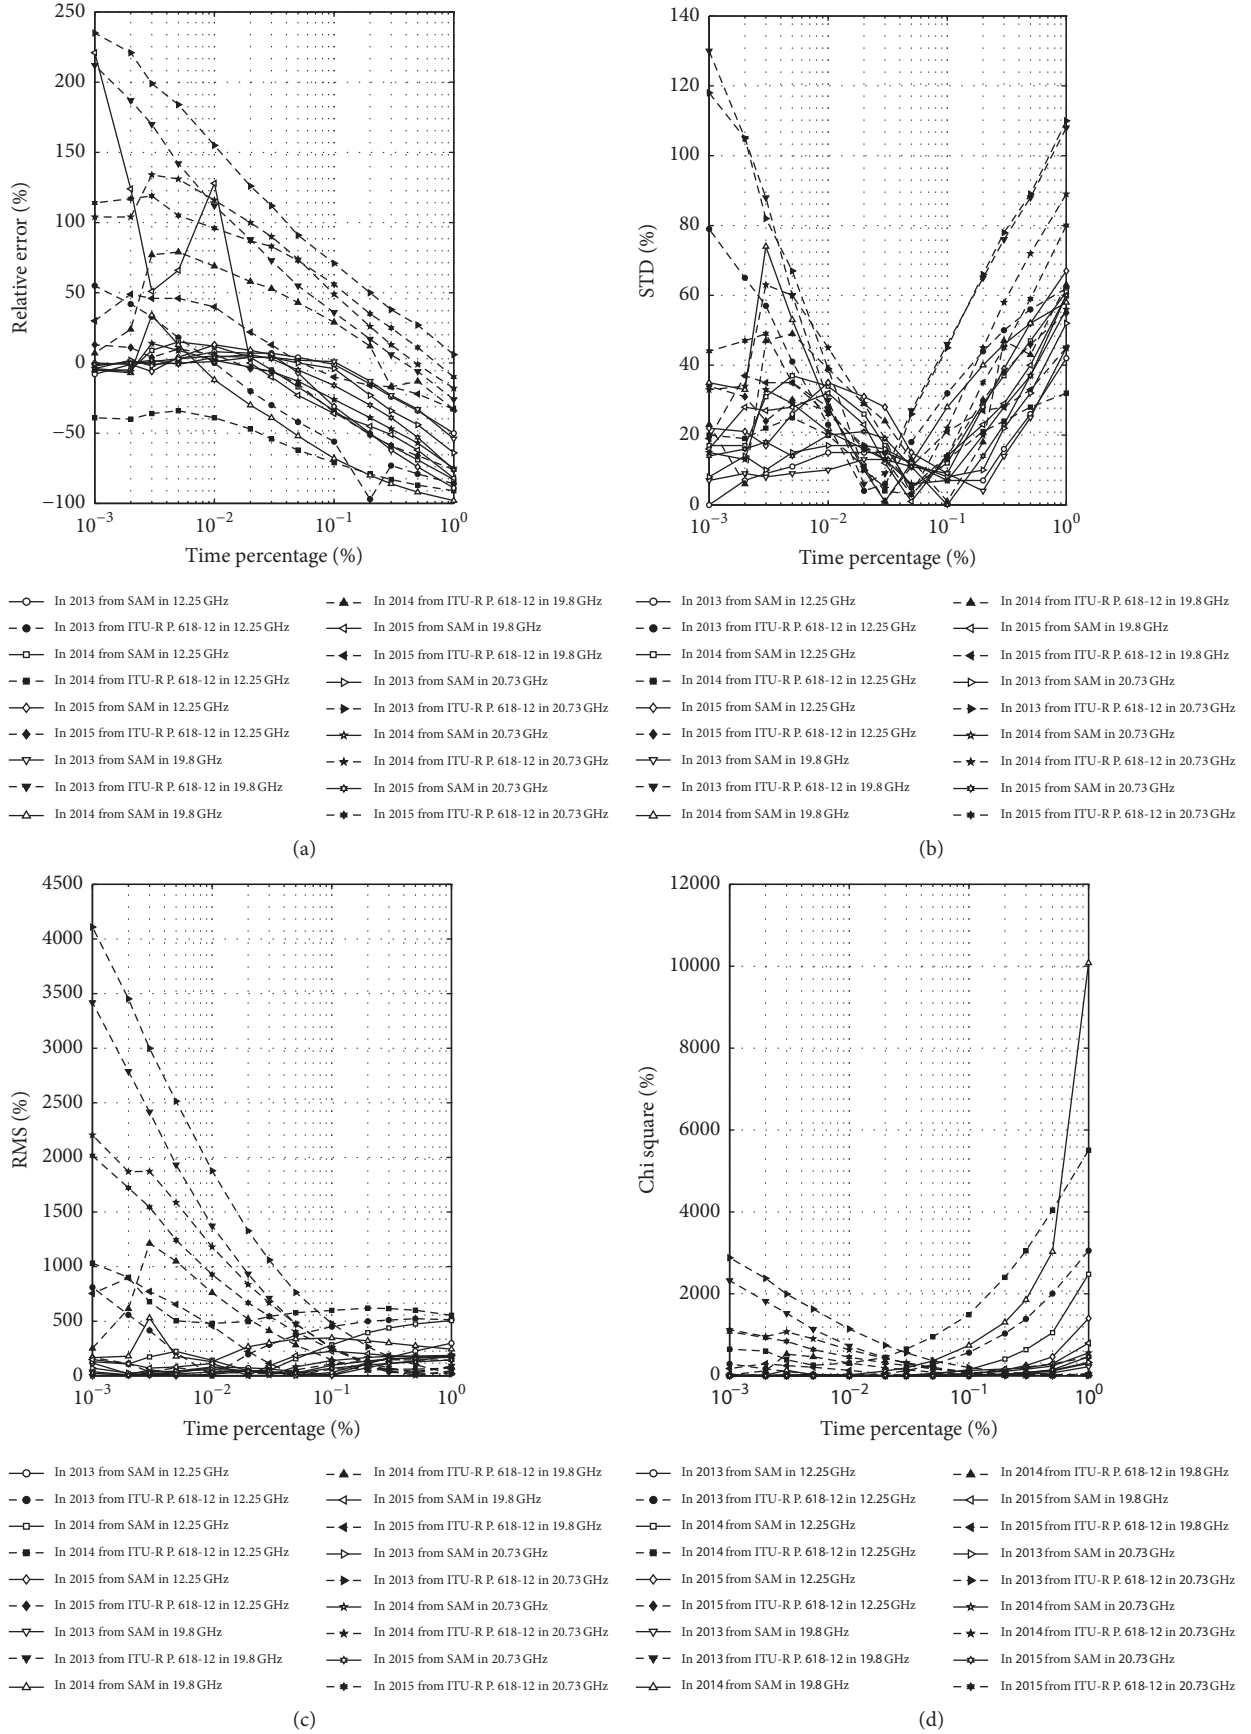 250
200
150
100
50
0
−50
−100
Relative error (%)
10−3
10−2
10−1
100
Time percentage (%)
In 2013 from SAM in 12.25 GHz
In 2013 from ITU-R P. 618-12 in 12.25 GHz
In 2014 from SAM in 12.25 GHz
In 2014 from ITU-R P. 618-12 in 12.25 GHz
In 2015 from SAM in 12.25 GHz
In 2015 from ITU-R P. 618-12 in 12.25 GHz
In 2013 from SAM in 19.8 GHz
In 2013 from ITU-R P. 618-12 in 19.8 GHz
In 2014 from SAM in 19.8 GHz
In 2014 from ITU-R P. 618-12 in 19.8 GHz
In 2015 from SAM in 19.8 GHz
In 2015 from ITU-R P. 618-12 in 19.8 GHz
In 2013 from SAM in 20.73 GHz
In 2013 from ITU-R P. 618-12 in 20.73 GHz
In 2014 from SAM in 20.73 GHz
In 2014 from ITU-R P. 618-12 in 20.73 GHz
In 2015 from SAM in 20.73 GHz
In 2015 from ITU-R P. 618-12 in 20.73 GHz
(a)
140
120
100
80
60
40
20
0
STD (%)
10−3
10−2
10−1
100
Time percentage (%)
In 2013 from SAM in 12.25 GHz
In 2013 from ITU-R P. 618-12 in 12.25 GHz
In 2014 from SAM in 12.25 GHz
In 2014 from ITU-R P. 618-12 in 12.25 GHz
In 2015 from SAM in 12.25 GHz
In 2015 from ITU-R P. 618-12 in 12.25 GHz
In 2013 from SAM in 19.8 GHz
In 2013 from ITU-R P. 618-12 in 19.8 GHz
In 2014 from SAM in 19.8 GHz
In 2014 from ITU-R P. 618-12 in 19.8 GHz
In 2015 from SAM in 19.8 GHz
In 2015 from ITU-R P. 618-12 in 19.8 GHz
In 2013 from SAM in 20.73 GHz
In 2013 from ITU-R P. 618-12 in 20.73 GHz
In 2014 from SAM in 20.73 GHz
In 2014 from ITU-R P. 618-12 in 20.73 GHz
In 2015 from SAM in 20.73 GHz
In 2015 from ITU-R P. 618-12 in 20.73 GHz
(b)
4500
4000
3500
3000
2500
2000
1500
1000
500
0
RMS (%)
10−3
10−2
10−1
100
Time percentage (%)
In 2013 from SAM in 12.25 GHz
In 2013 from ITU-R P. 618-12 in 12.25 GHz
In 2014 from SAM in 12.25 GHz
In 2014 from ITU-R P. 618-12 in 12.25 GHz
In 2015 from SAM in 12.25 GHz
In 2015 from ITU-R P. 618-12 in 12.25 GHz
In 2013 from SAM in 19.8 GHz
In 2013 from ITU-R P. 618-12 in 19.8 GHz
In 2014 from SAM in 19.8 GHz
In 2014 from ITU-R P. 618-12 in 19.8 GHz
In 2015 from SAM in 19.8 GHz
In 2015 from ITU-R P. 618-12 in 19.8 GHz
In 2013 from SAM in 20.73 GHz
In 2013 from ITU-R P. 618-12 in 20.73 GHz
In 2014 from SAM in 20.73 GHz
In 2014 from ITU-R P. 618-12 in 20.73 GHz
In 2015 from SAM in 20.73 GHz
In 2015 from ITU-R P. 618-12 in 20.73 GHz
(c)
12000
10000
8000
6000
4000
2000
0
Chi square (%)
10−3
10−2
10−1
100
Time percentage (%)
In 2013 from SAM in 12.25 GHz
In 2013 from ITU-R P. 618-12 in 12.25 GHz
In 2014 from SAM in 12.25 GHz
In 2014 from ITU-R P. 618-12 in 12.25 GHz
In 2015 from SAM in 12.25 GHz
In 2015 from ITU-R P. 618-12 in 12.25 GHz
In 2013 from SAM in 19.8 GHz
In 2013 from ITU-R P. 618-12 in 19.8 GHz
In 2014 from SAM in 19.8 GHz
In 2014 from ITU-R P. 618-12 in 19.8 GHz
In 2015 from SAM in 19.8 GHz
In 2015 from ITU-R P. 618-12 in 19.8 GHz
In 2013 from SAM in 20.73 GHz
In 2013 from ITU-R P. 618-12 in 20.73 GHz
In 2014 from SAM in 20.73 GHz
In 2014 from ITU-R P. 618-12 in 20.73 GHz
In 2015 from SAM in 20.73 GHz
In 2015 from ITU-R P. 618-12 in 20.73 GHz
(d)